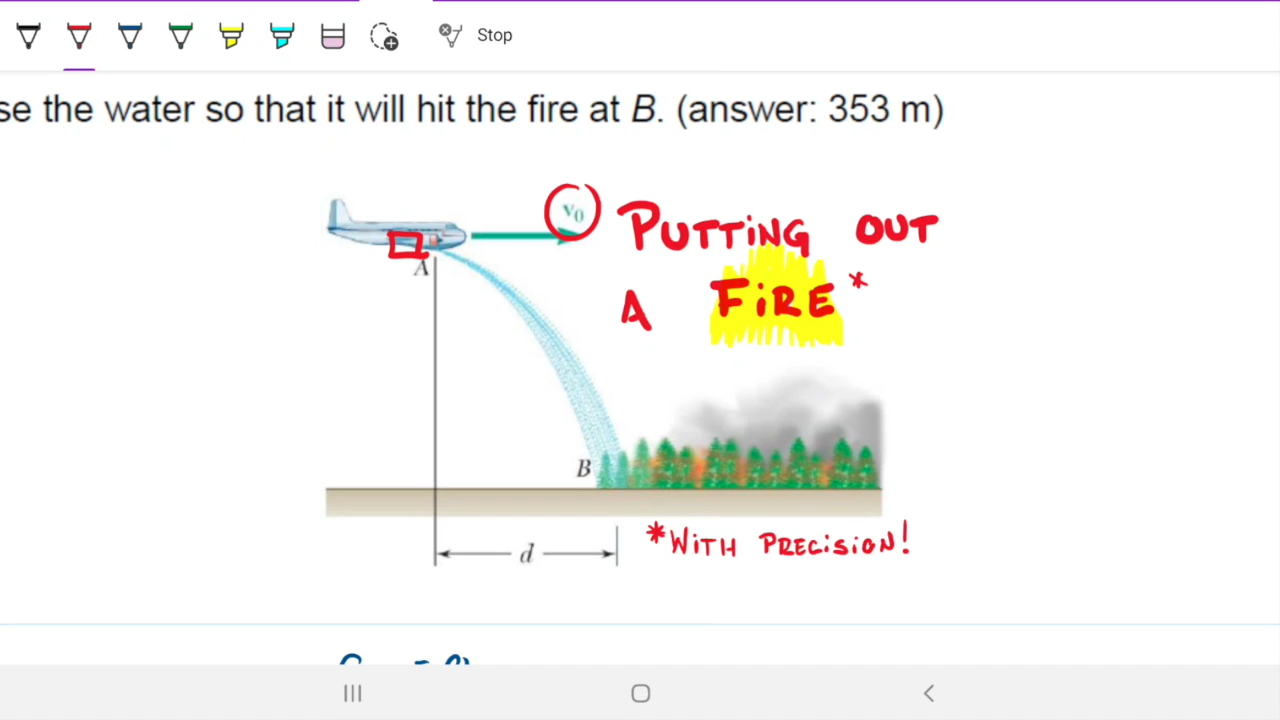 Stop
se the water so that it will hit the fire at B. (answer: 353 m)
v0
PUTTiNG OUT
A FiRE*
A
B
d
*WiTH PRECiSiON!